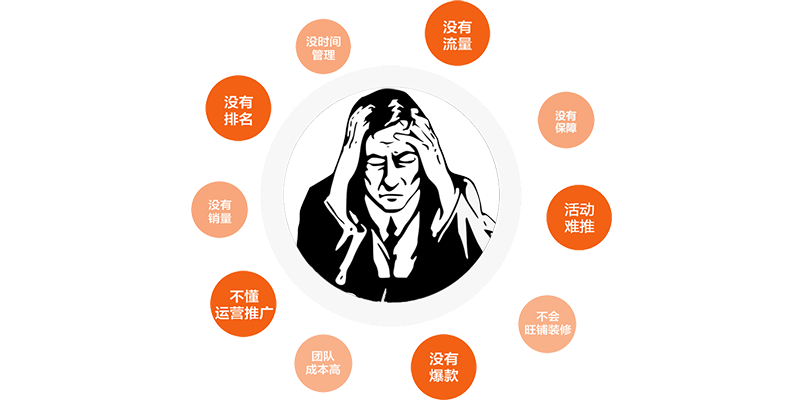 没有
流量
没时间
管理
没有
排名
没有
保障
没有
销量
活动
难推
不懂
运营推广
不会
旺铺装修
团队
成本高
没有
爆款